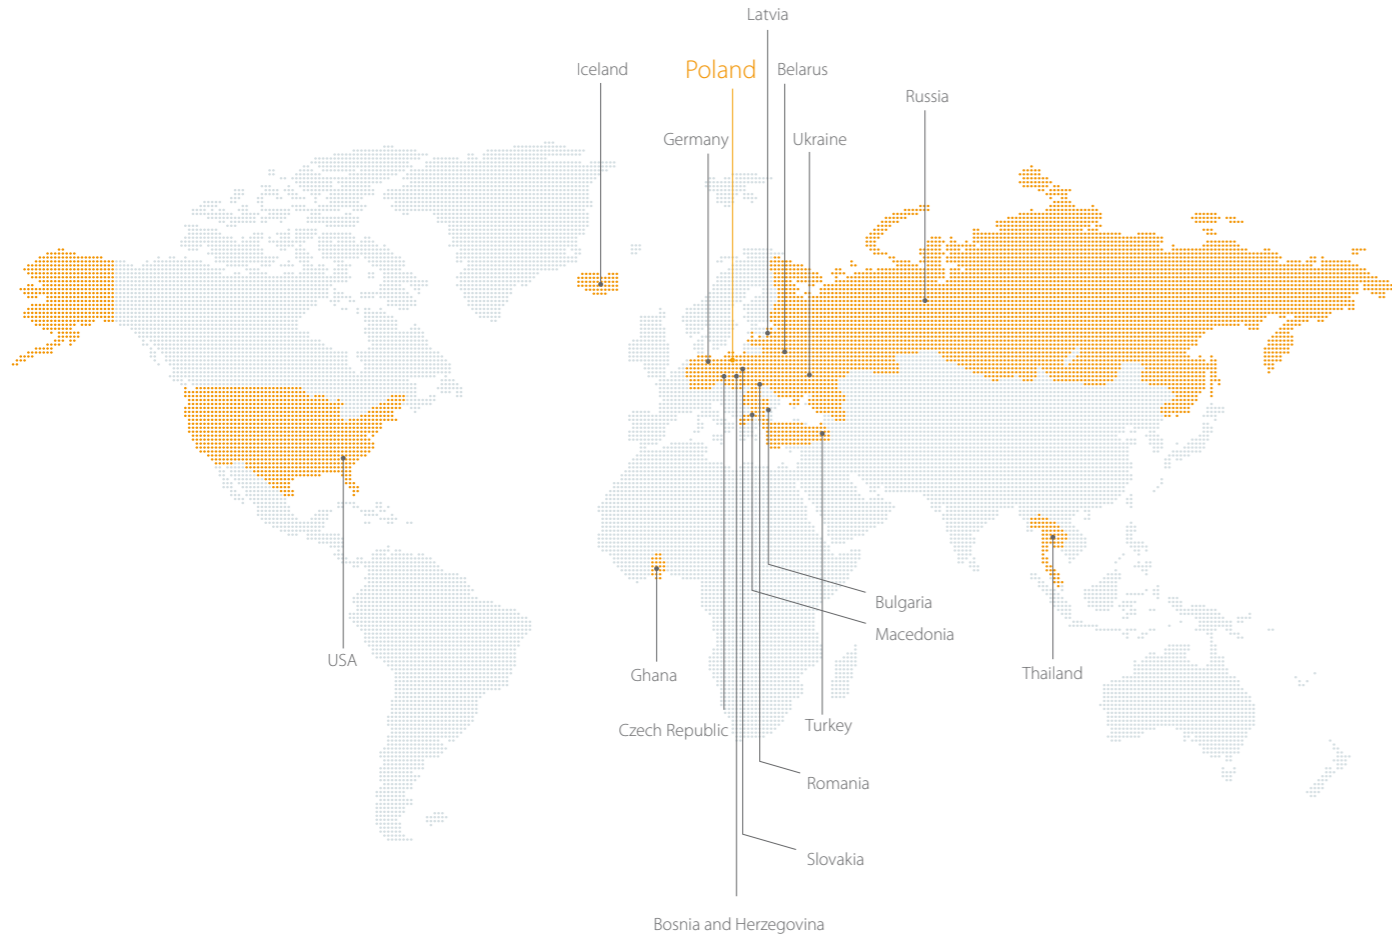 Latvia
Iceland
Poland
Belarus
Russia
Germany
Ukraine
Bulgaria
Macedonia
USA
Ghana
Thailand
Czech Republic
Turkey
Romania
Slovakia
Bosnia and Herzegovina